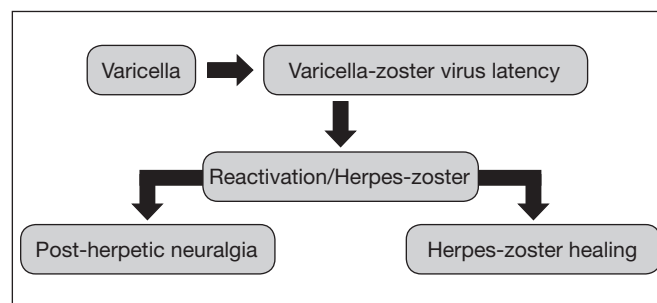 Varicella
Varicella-zoster virus latency
Reactivation/Herpes-zoster
Post-herpetic neuralgia
Herpes-zoster healing